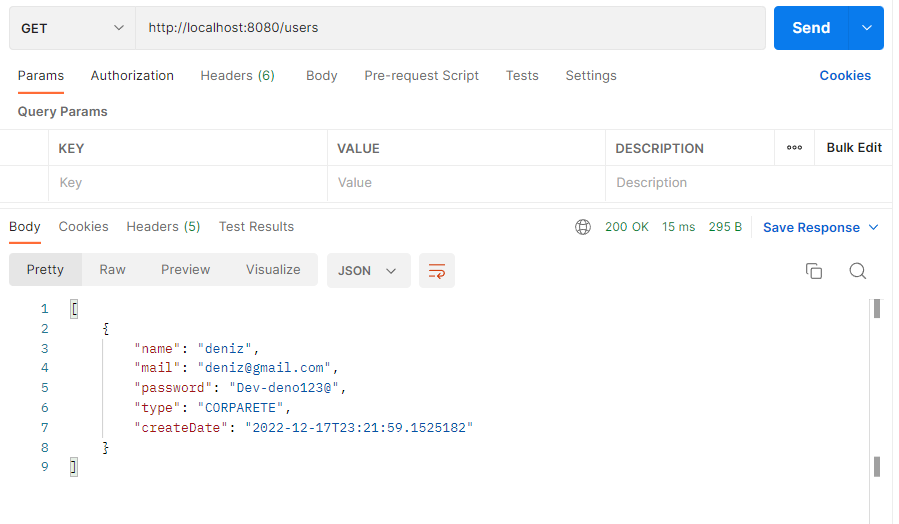 GET http://localhost:8080/users Send
Params Authorization Headers (6) Body Pre-request Script Tests Settings Cookies
Query Params
KEY VALUE DESCRIPTION Bulk Edit
Key Value Description
Body Cookies Headers (5) Test Results 200 OK 15 ms 295 B Save Response
Pretty Raw Preview Visualize JSON
1 [
2 {
3 "name": "deniz",
4 "mail": "deniz@gmail.com",
5 "password": "Dev-deno123@",
6 "type": "CORPARETE",
7 "createDate": "2022-12-17T23:21:59.1525182"
8 }
9 ]